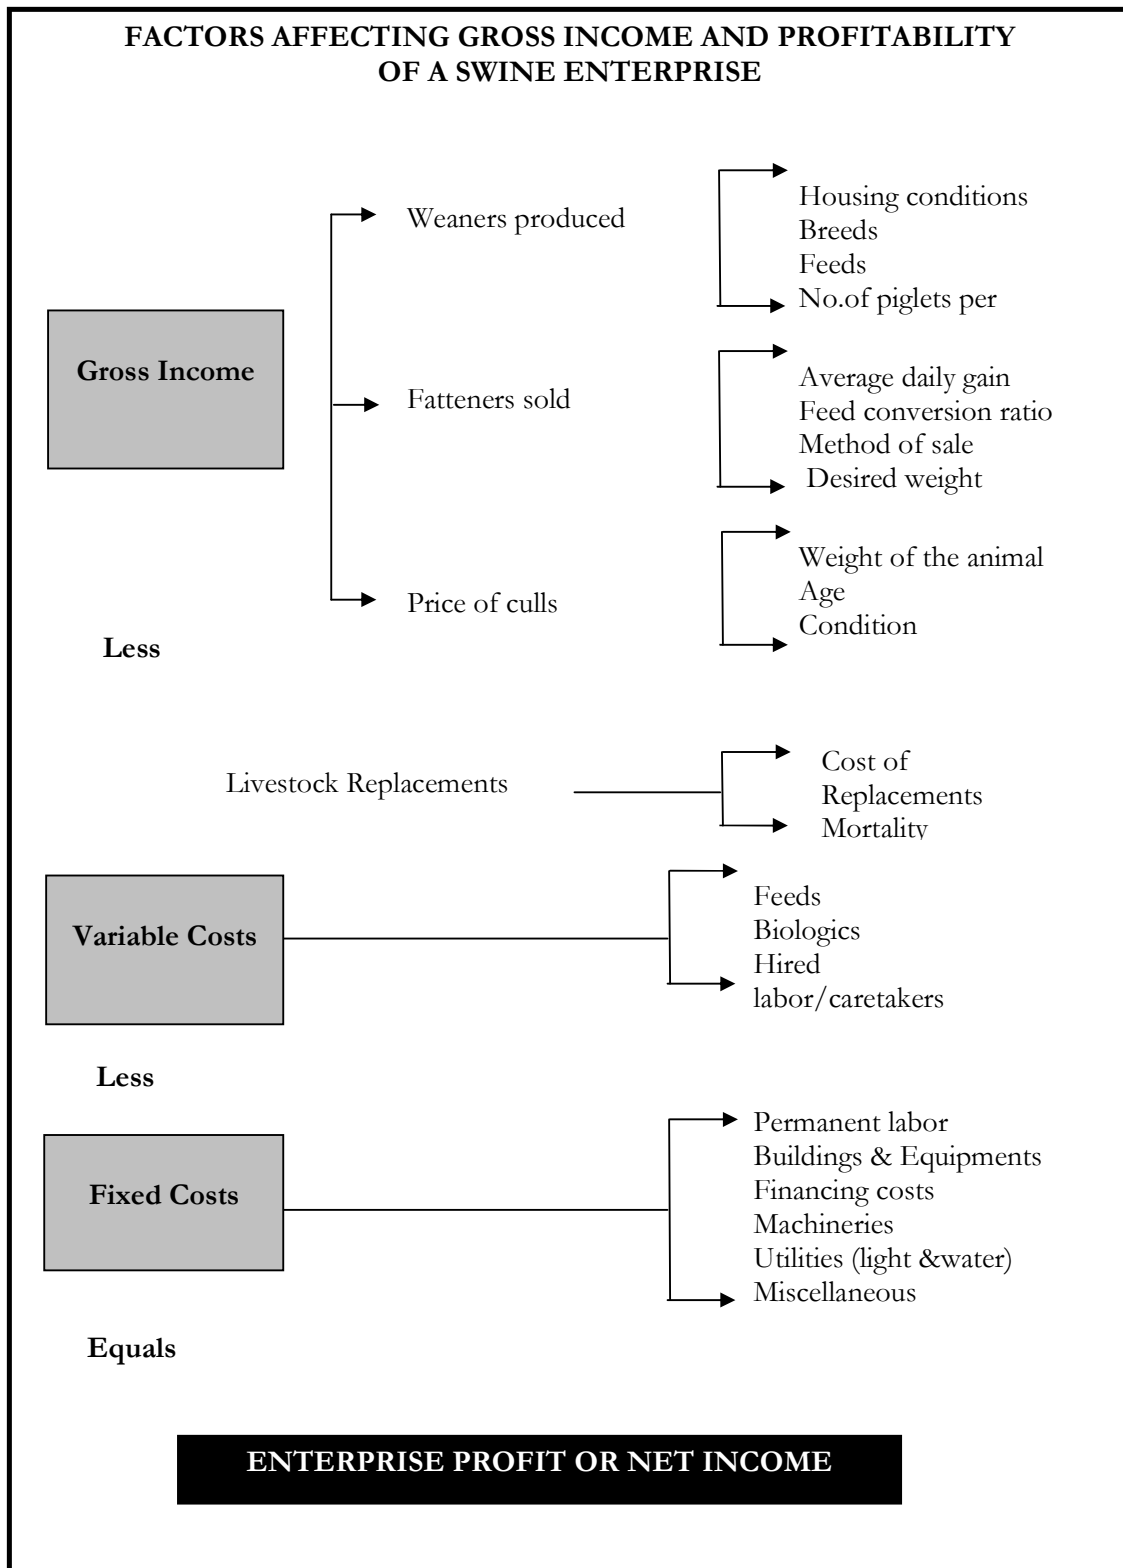 FACTORS AFFECTING GROSS INCOME AND PROFITABILITY
OF A SWINE ENTERPRISE
Gross Income
Weaners produced
Housing conditions
Breeds
Feeds
No.of piglets per
Fatteners sold
Average daily gain
Feed conversion ratio
Method of sale
Desired weight
Price of culls
Weight of the animal
Age
Condition
Less
Livestock Replacements
Cost of
Replacements
Mortality
Variable Costs
Feeds
Biologics
Hired
labor/caretakers
Less
Fixed Costs
Permanent labor
Buildings & Equipments
Financing costs
Machineries
Utilities (light &water)
Miscellaneous
Equals
ENTERPRISE PROFIT OR NET INCOME